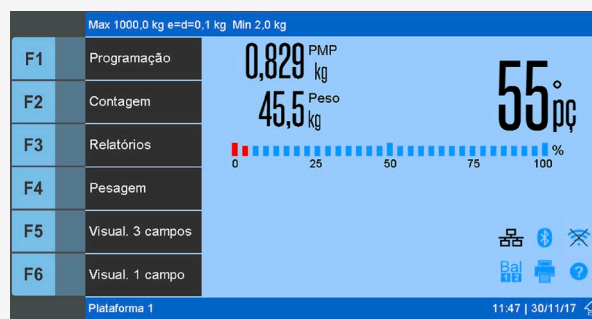 Max 1000,0 kg e=d=0,1 kg Min 2,0 kg
F1 Programação
F2 Contagem
F3 Relatórios
F4 Pesagem
F5 Visual. 3 campos
F6 Visual. 1 campo
0,829 kg PMP
45,5 kg Peso
55 pç
0 25 50 75 100 %
Bal 1 2
?
Plataforma 1
11:47 | 30/11/17